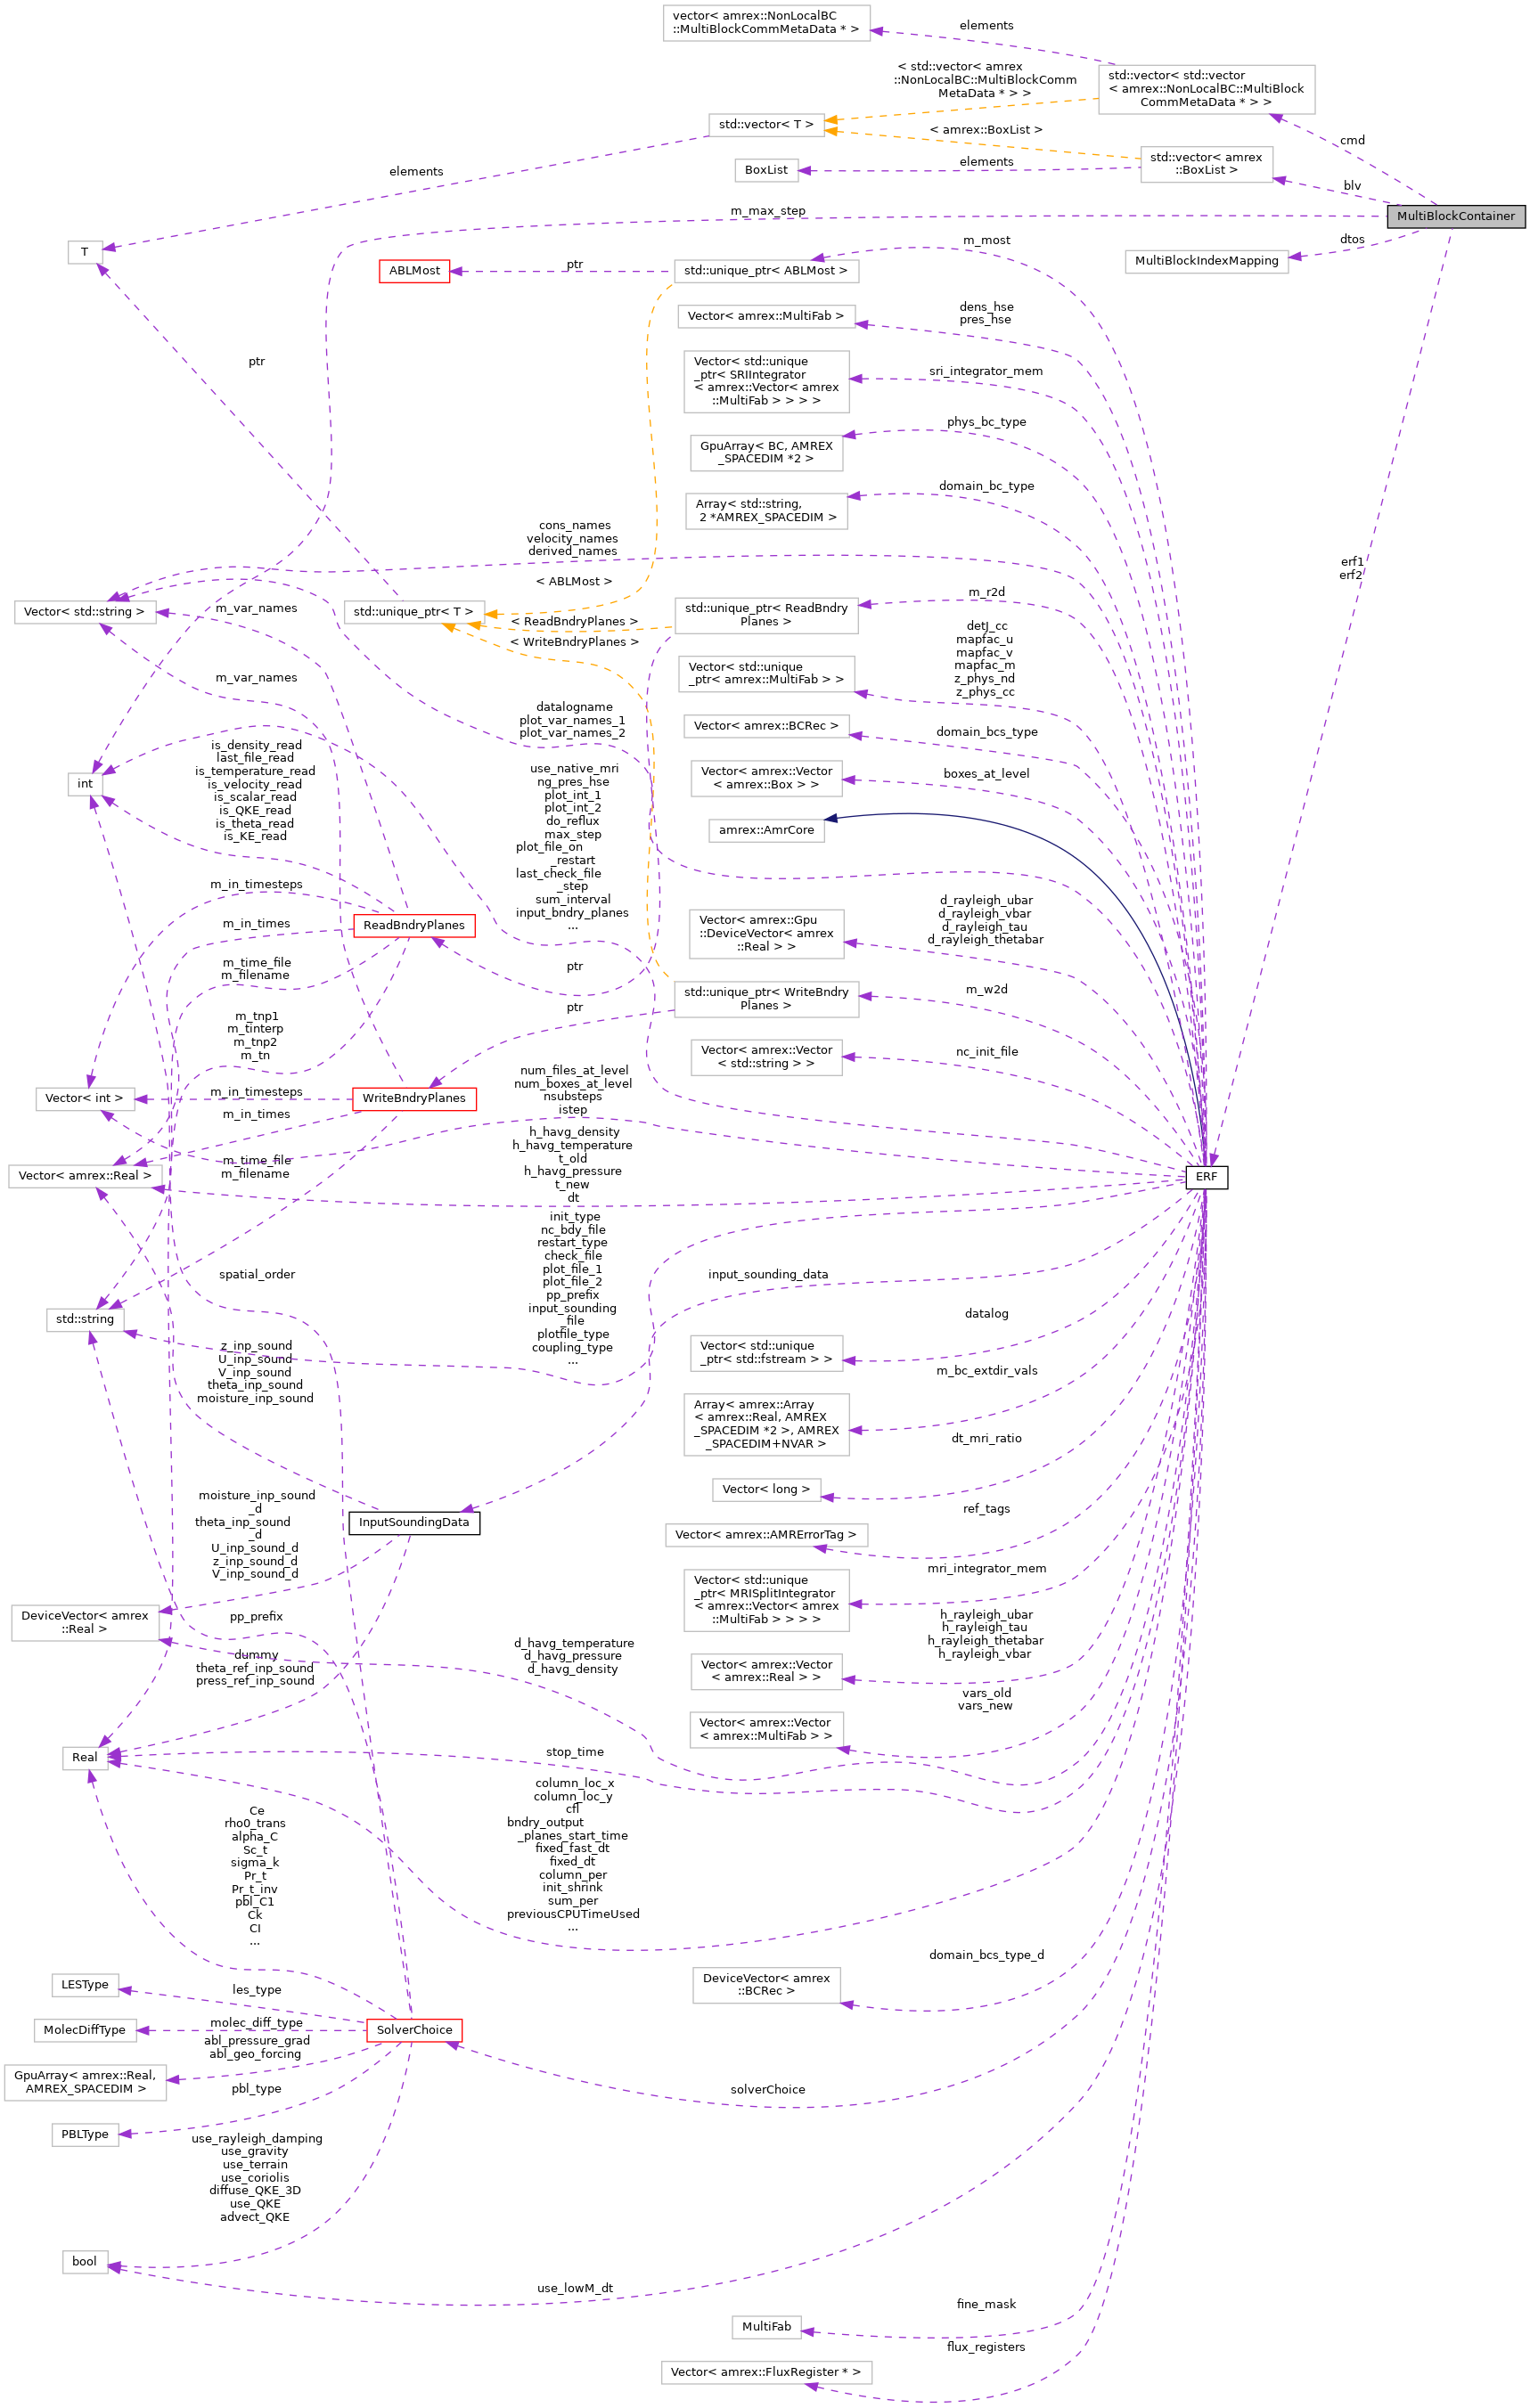 vector< amrex::NonLocalBC
::MultiBlockCommMetaData * >
elements
< std::vector< amrex
::NonLocalBC::MultiBlockComm
MetaData * > >
std::vector< std::vector
< amrex::NonLocalBC::MultiBlock
CommMetaData * > >
std::vector< T >
< amrex::BoxList >
cmd
std::vector< amrex
::BoxList >
BoxList
elements
elements
blv
m_max_step
MultiBlockContainer
T
m_most
dtos
MultiBlockIndexMapping
ABLMost
ptr
std::unique_ptr< ABLMost >
Vector< amrex::MultiFab >
dens_hse
pres_hse
ptr
Vector< std::unique
_ptr< SRIIntegrator
< amrex::Vector< amrex
::MultiFab > > > >
sri_integrator_mem
GpuArray< BC, AMREX
_SPACEDIM *2 >
phys_bc_type
Array< std::string,
2 *AMREX_SPACEDIM >
domain_bc_type
cons_names
velocity_names
derived_names
erf1
erf2
< ABLMost >
Vector< std::string >
m_var_names
std::unique_ptr< T >
< ReadBndryPlanes >
< WriteBndryPlanes >
std::unique_ptr< ReadBndry
Planes >
m_r2d
detJ_cc
mapfac_u
mapfac_v
mapfac_m
z_phys_nd
z_phys_cc
Vector< std::unique
_ptr< amrex::MultiFab > >
m_var_names
datalogname
plot_var_names_1
plot_var_names_2
Vector< amrex::BCRec >
domain_bcs_type
int
is_density_read
last_file_read
is_temperature_read
is_velocity_read
is_scalar_read
is_QKE_read
is_theta_read
is_KE_read
use_native_mri
ng_pres_hse
plot_int_1
plot_int_2
do_reflux
max_step
plot_file_on
_restart
last_check_file
_step
sum_interval
input_bndry_planes
...
Vector< amrex::Vector
< amrex::Box > >
boxes_at_level
amrex::AmrCore
m_in_timesteps
ReadBndryPlanes
m_in_times
Vector< amrex::Gpu
::DeviceVector< amrex
::Real > >
d_rayleigh_ubar
d_rayleigh_vbar
d_rayleigh_tau
d_rayleigh_thetabar
m_time_file
m_filename
ptr
std::unique_ptr< WriteBndry
Planes >
m_w2d
ptr
m_tnp1
m_tinterp
m_tnp2
m_tn
Vector< amrex::Vector
< std::string > >
nc_init_file
Vector< int >
m_in_timesteps
WriteBndryPlanes
num_files_at_level
num_boxes_at_level
nsubsteps
istep
m_in_times
h_havg_density
h_havg_temperature
t_old
h_havg_pressure
t_new
dt
Vector< amrex::Real >
m_time_file
m_filename
ERF
init_type
nc_bdy_file
restart_type
check_file
plot_file_1
plot_file_2
pp_prefix
input_sounding
_file
plotfile_type
coupling_type
...
spatial_order
input_sounding_data
std::string
datalog
Vector< std::unique
_ptr< std::fstream > >
z_inp_sound
U_inp_sound
V_inp_sound
theta_inp_sound
moisture_inp_sound
m_bc_extdir_vals
Array< amrex::Array
< amrex::Real, AMREX
_SPACEDIM *2 >, AMREX
_SPACEDIM+NVAR >
dt_mri_ratio
Vector< long >
moisture_inp_sound
_d
theta_inp_sound
_d
U_inp_sound_d
z_inp_sound_d
V_inp_sound_d
InputSoundingData
ref_tags
Vector< amrex::AMRErrorTag >
mri_integrator_mem
Vector< std::unique
_ptr< MRISplitIntegrator
< amrex::Vector< amrex
::MultiFab > > > >
DeviceVector< amrex
::Real >
pp_prefix
h_rayleigh_ubar
h_rayleigh_tau
h_rayleigh_thetabar
h_rayleigh_vbar
d_havg_temperature
d_havg_pressure
d_havg_density
dummy
theta_ref_inp_sound
press_ref_inp_sound
Vector< amrex::Vector
< amrex::Real > >
vars_old
vars_new
Vector< amrex::Vector
< amrex::MultiFab > >
Real
stop_time
column_loc_x
column_loc_y
cfl
bndry_output
_planes_start_time
fixed_fast_dt
fixed_dt
column_per
init_shrink
sum_per
previousCPUTimeUsed
...
Ce
rho0_trans
alpha_C
Sc_t
sigma_k
Pr_t
Pr_t_inv
pbl_C1
Ck
CI
...
domain_bcs_type_d
DeviceVector< amrex
::BCRec >
LESType
les_type
MolecDiffType
molec_diff_type
SolverChoice
abl_pressure_grad
abl_geo_forcing
GpuArray< amrex::Real,
AMREX_SPACEDIM >
pbl_type
solverChoice
PBLType
use_rayleigh_damping
use_gravity
use_terrain
use_coriolis
diffuse_QKE_3D
use_QKE
advect_QKE
bool
use_lowM_dt
fine_mask
MultiFab
flux_registers
Vector< amrex::FluxRegister * >